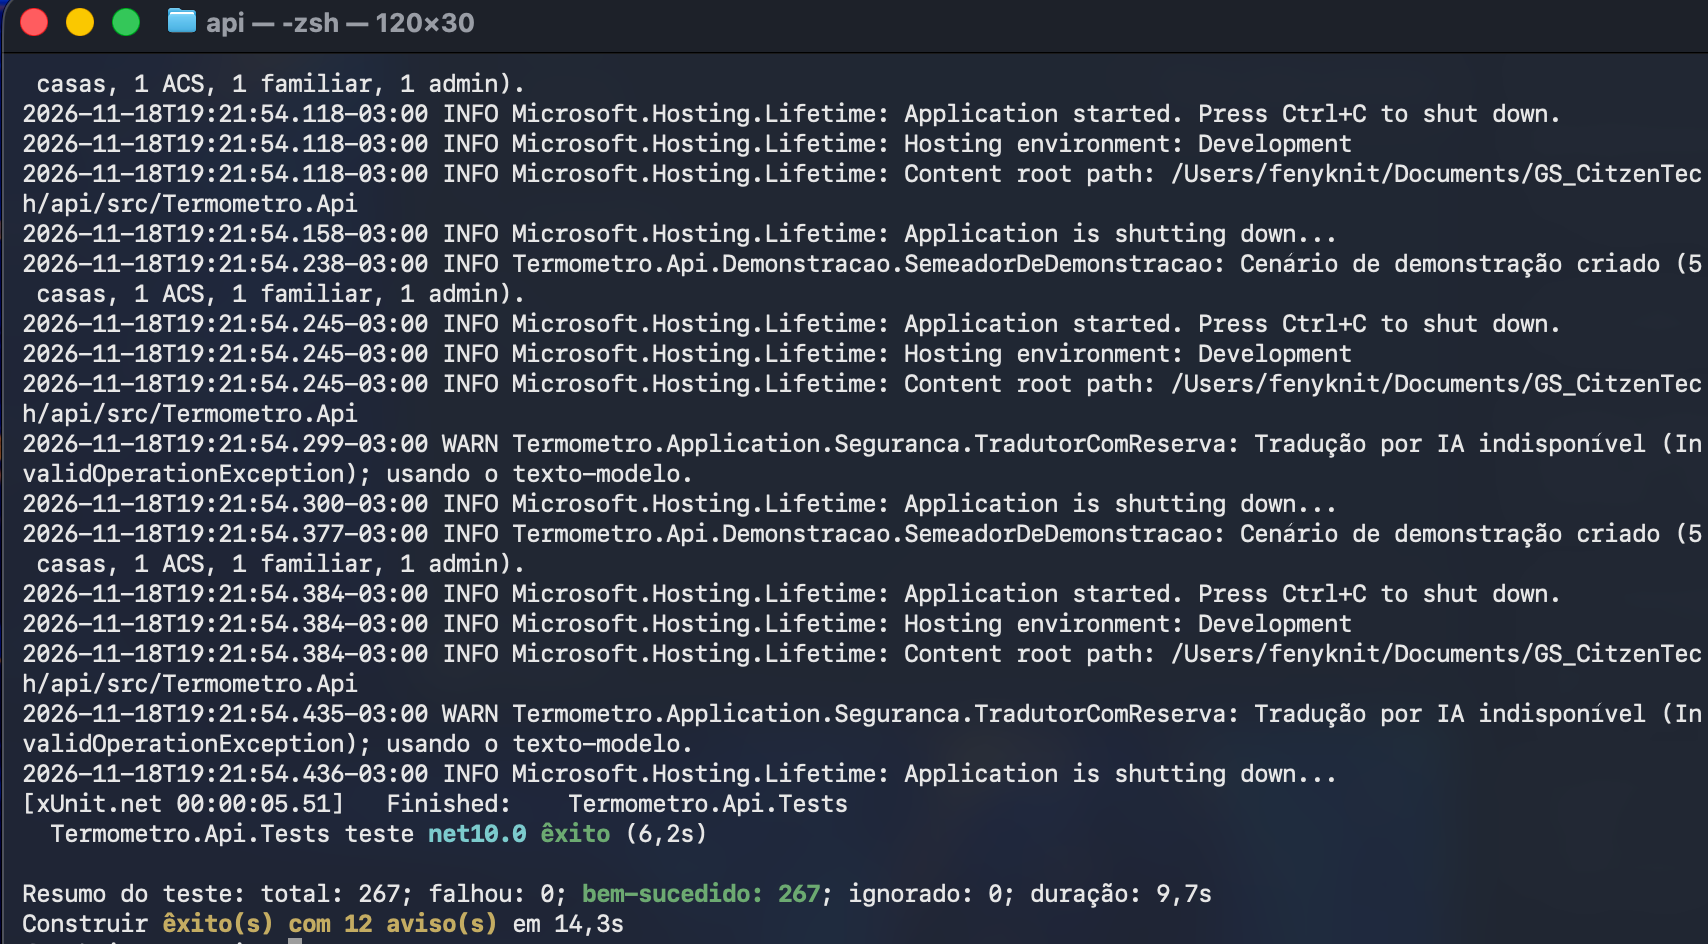 api — -zsh — 120×30
 casas, 1 ACS, 1 familiar, 1 admin).
2026-11-18T19:21:54.118-03:00 INFO Microsoft.Hosting.Lifetime: Application started. Press Ctrl+C to shut down.
2026-11-18T19:21:54.118-03:00 INFO Microsoft.Hosting.Lifetime: Hosting environment: Development
2026-11-18T19:21:54.118-03:00 INFO Microsoft.Hosting.Lifetime: Content root path: /Users/fenyknit/Documents/GS_CitzenTec
h/api/src/Termometro.Api
2026-11-18T19:21:54.158-03:00 INFO Microsoft.Hosting.Lifetime: Application is shutting down...
2026-11-18T19:21:54.238-03:00 INFO Termometro.Api.Demonstracao.SemeadorDeDemonstracao: Cenário de demonstração criado (5
 casas, 1 ACS, 1 familiar, 1 admin).
2026-11-18T19:21:54.245-03:00 INFO Microsoft.Hosting.Lifetime: Application started. Press Ctrl+C to shut down.
2026-11-18T19:21:54.245-03:00 INFO Microsoft.Hosting.Lifetime: Hosting environment: Development
2026-11-18T19:21:54.245-03:00 INFO Microsoft.Hosting.Lifetime: Content root path: /Users/fenyknit/Documents/GS_CitzenTec
h/api/src/Termometro.Api
2026-11-18T19:21:54.299-03:00 WARN Termometro.Application.Seguranca.TradutorComReserva: Tradução por IA indisponível (In
validOperationException); usando o texto-modelo.
2026-11-18T19:21:54.300-03:00 INFO Microsoft.Hosting.Lifetime: Application is shutting down...
2026-11-18T19:21:54.377-03:00 INFO Termometro.Api.Demonstracao.SemeadorDeDemonstracao: Cenário de demonstração criado (5
 casas, 1 ACS, 1 familiar, 1 admin).
2026-11-18T19:21:54.384-03:00 INFO Microsoft.Hosting.Lifetime: Application started. Press Ctrl+C to shut down.
2026-11-18T19:21:54.384-03:00 INFO Microsoft.Hosting.Lifetime: Hosting environment: Development
2026-11-18T19:21:54.384-03:00 INFO Microsoft.Hosting.Lifetime: Content root path: /Users/fenyknit/Documents/GS_CitzenTec
h/api/src/Termometro.Api
2026-11-18T19:21:54.435-03:00 WARN Termometro.Application.Seguranca.TradutorComReserva: Tradução por IA indisponível (In
validOperationException); usando o texto-modelo.
2026-11-18T19:21:54.436-03:00 INFO Microsoft.Hosting.Lifetime: Application is shutting down...
[xUnit.net 00:00:05.51]   Finished:    Termometro.Api.Tests
  Termometro.Api.Tests teste net10.0 êxito (6,2s)
Resumo do teste: total: 267; falhou: 0; bem-sucedido: 267; ignorado: 0; duração: 9,7s
Construir êxito(s) com 12 aviso(s) em 14,3s